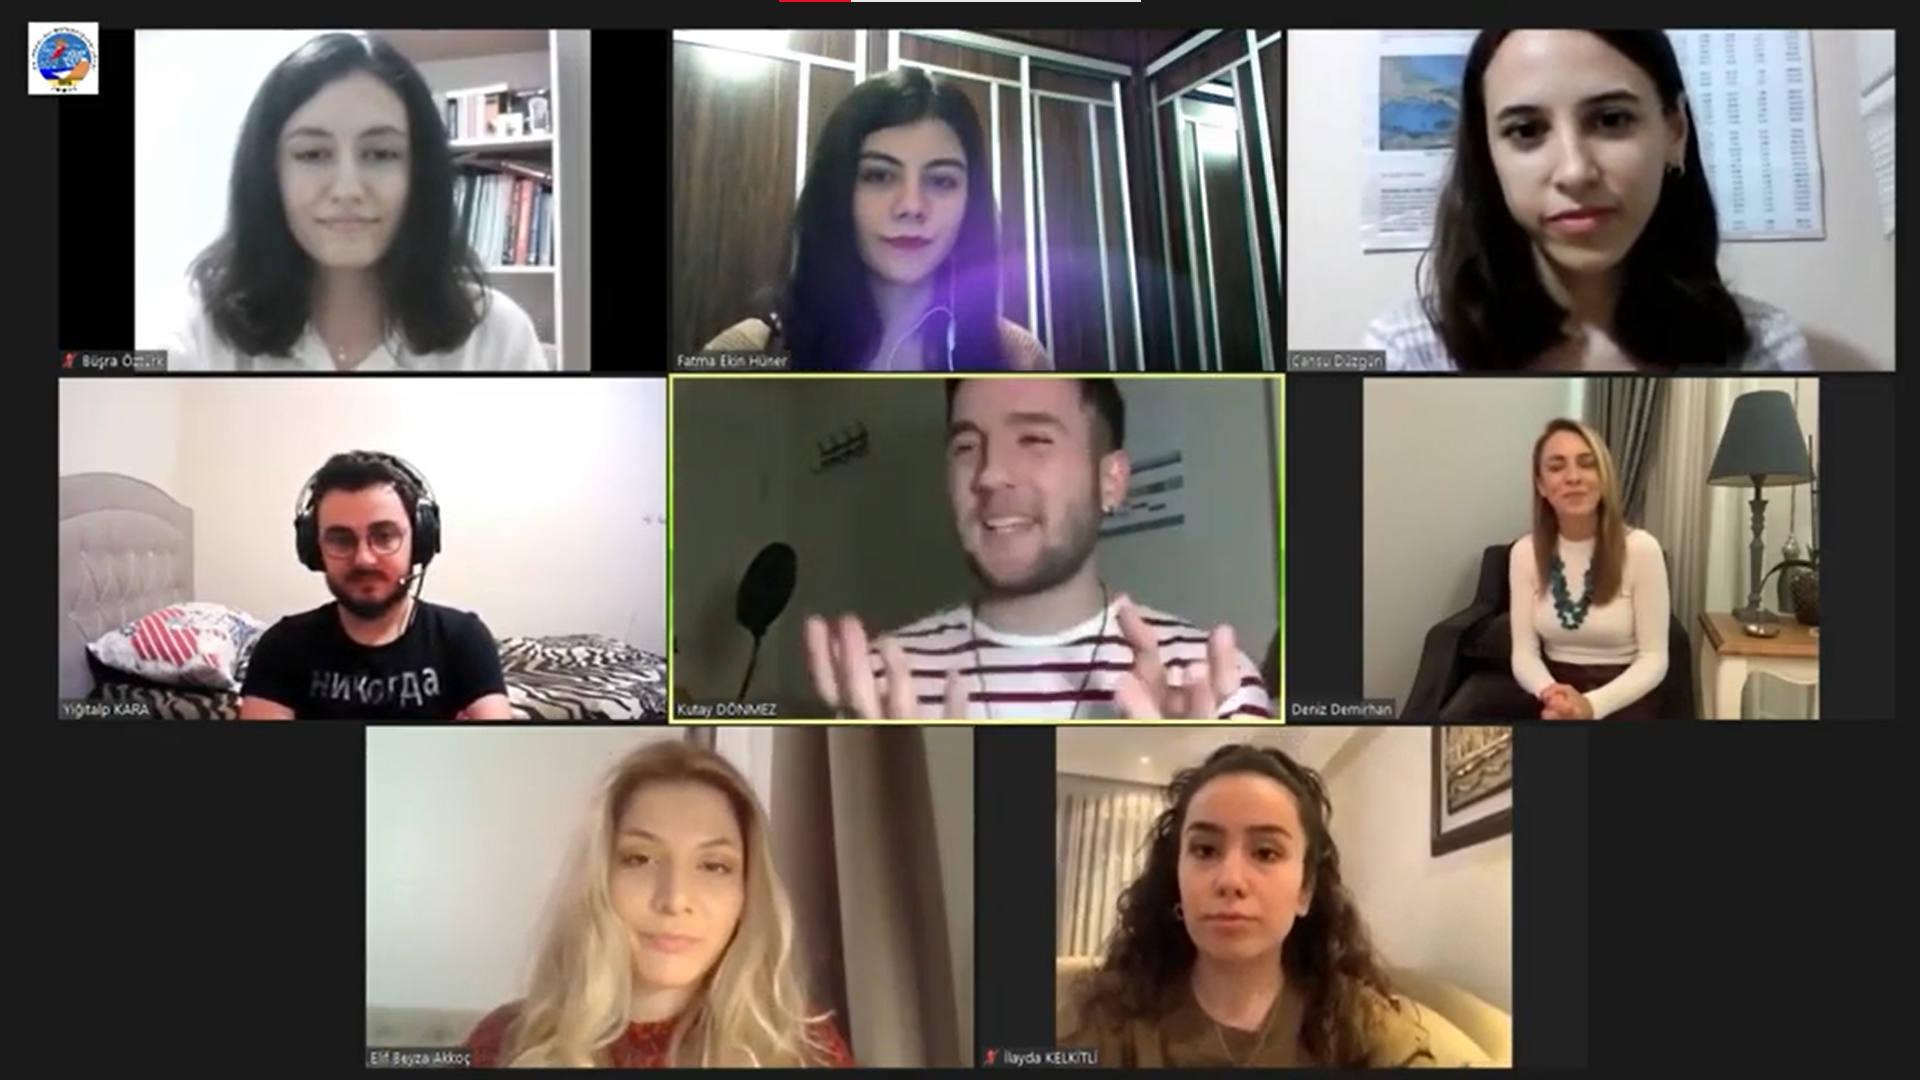 Büşra Öztürk
Fatma Ekin Hüner
Cansu Düzgün
Yiğitalp KARA
никогда
Kutay DÖNMEZ
Deniz Demirhan
Elif Beyza Akkoç
İlayda KELKİTLİ